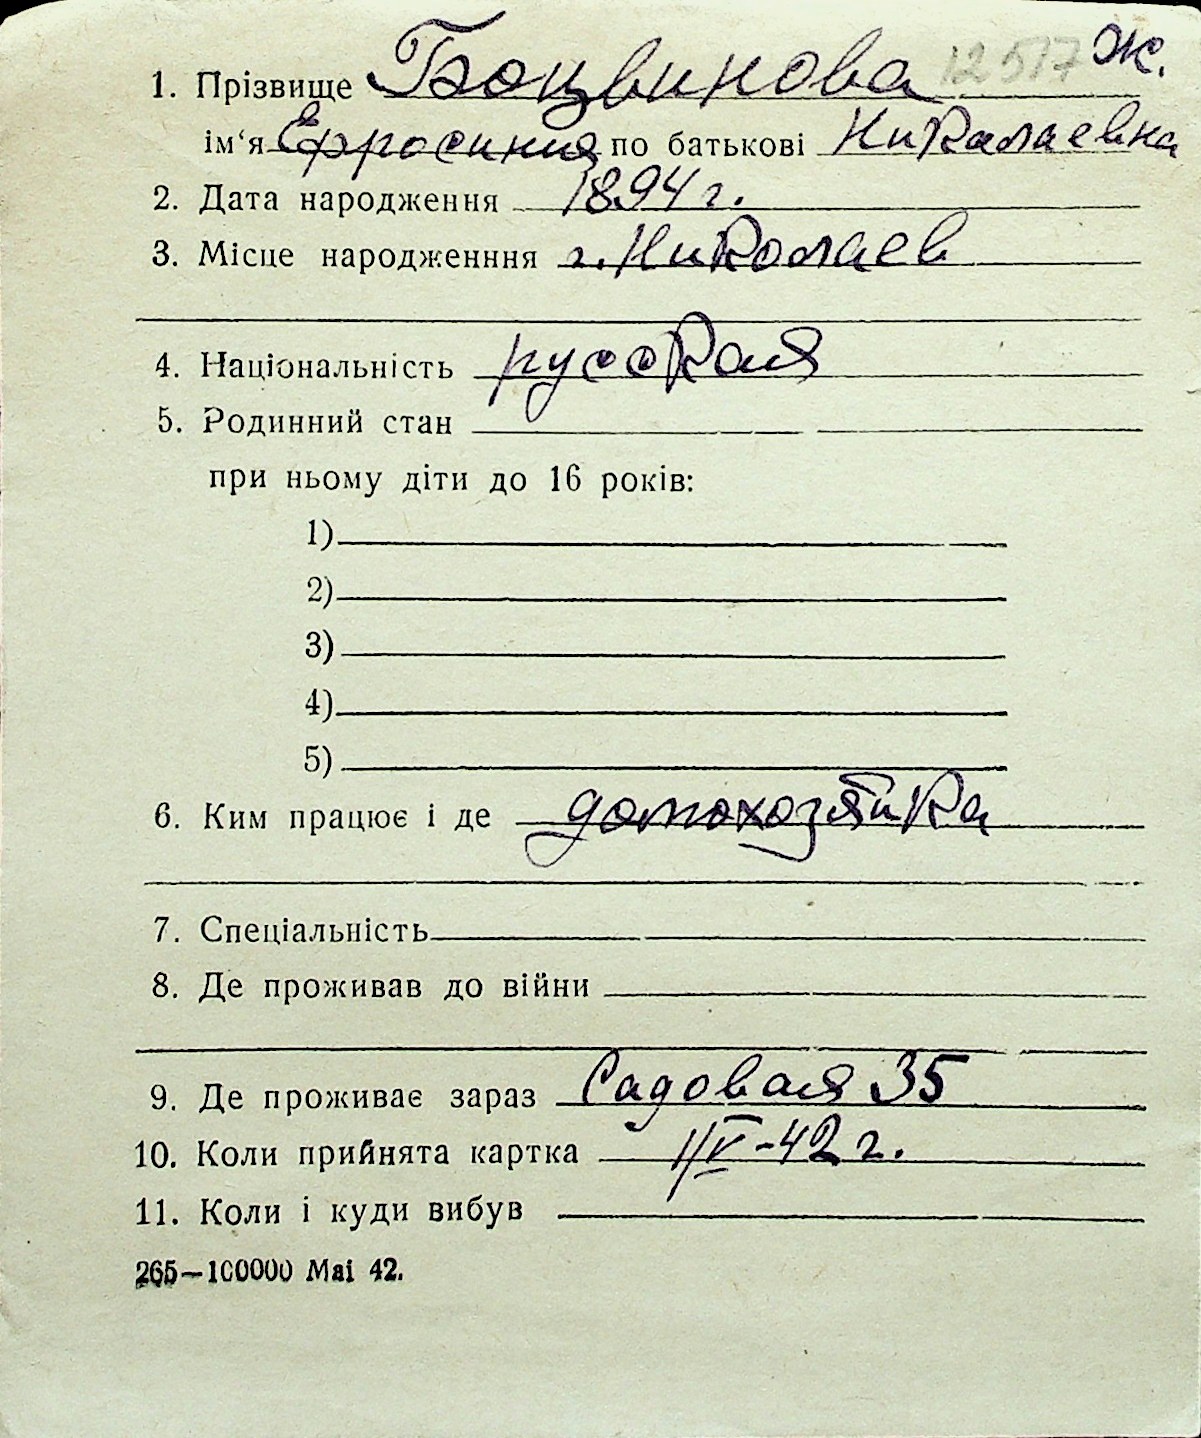 1. Прізвище Боцвинова 12517 Ж.
ім‘я Ефросиния по батькові Николаевна
2. Дата народження 1894 г.
3. Місце народженння г. Николаев
4. Національність русская
5. Родинний стан
при ньому діти до 16 років:
1)
2)
3)
4)
5)
6. Ким працює і де домохозяйка
7. Спеціальність
8. Де проживав до війни
9. Де проживає зараз Садовая 35
10. Коли прийнята картка 1/V-42 г.
11. Коли і куди вибув
265—100000 Mai 42.